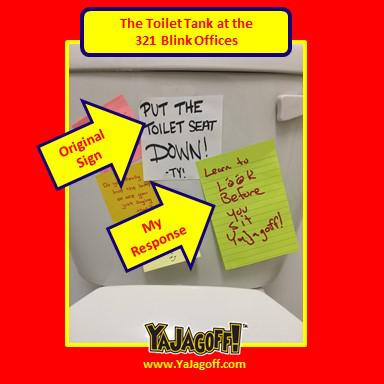 The Toilet Tank at the
321 Blink Offices
PUT THE
TOILET SEAT
DOWN!
-TY!
Original
Sign
Learn to
Look
Before
You
Sit
YaJagoff!
My
Response
YAJAGOFF!™
www.YaJagoff.com